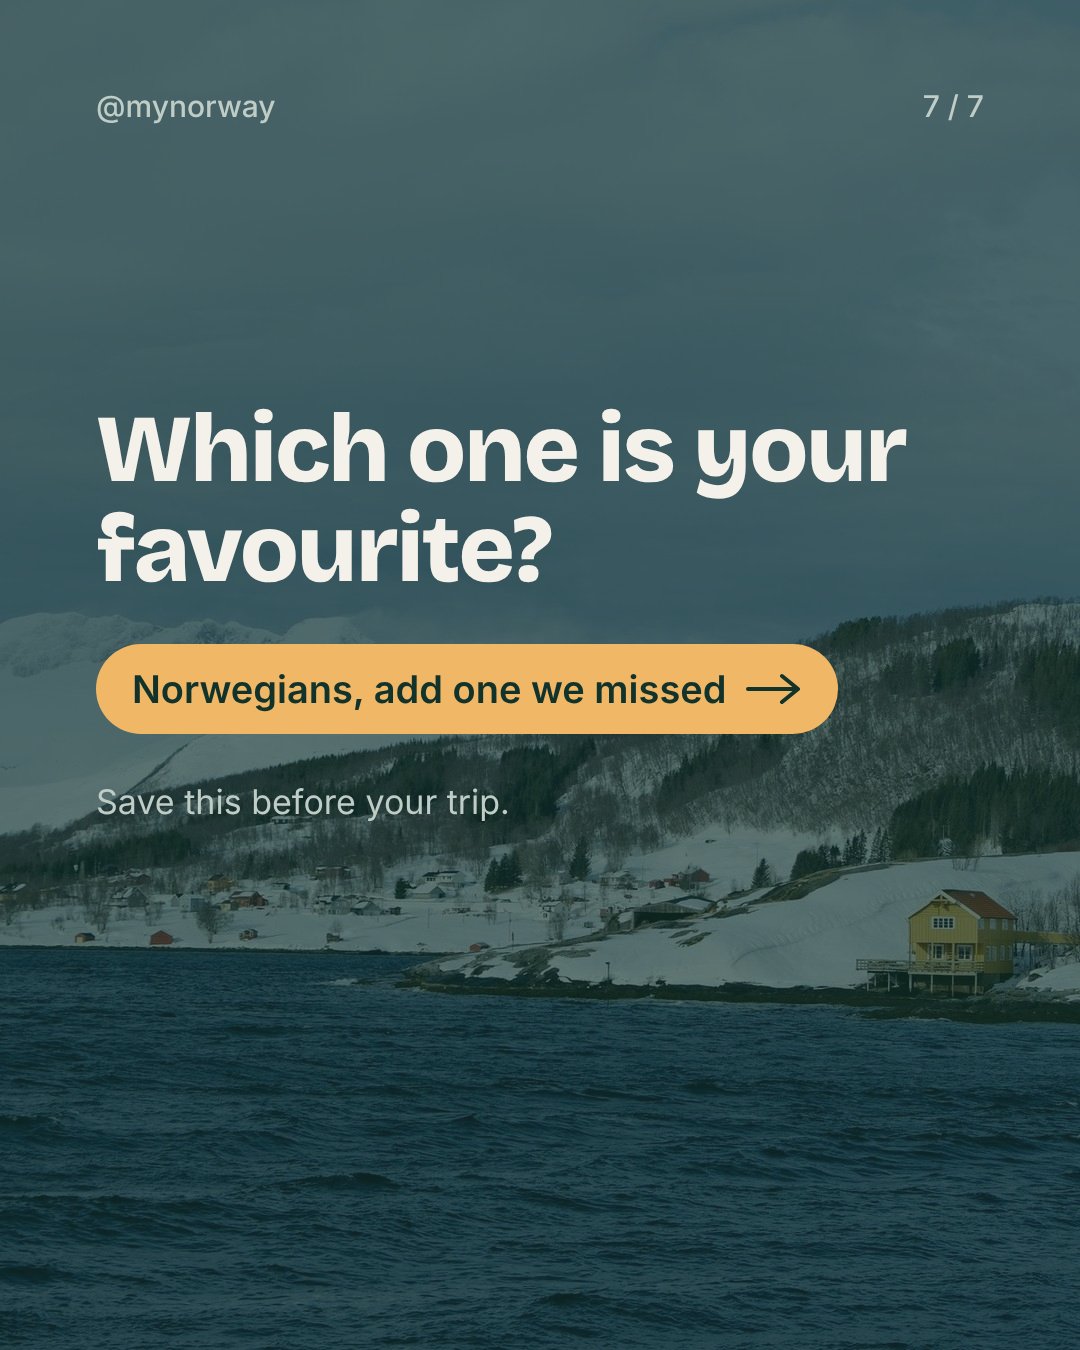 @mynorway
7 / 7
Which one is your
favourite?
Norwegians, add one we missed →
Save this before your trip.